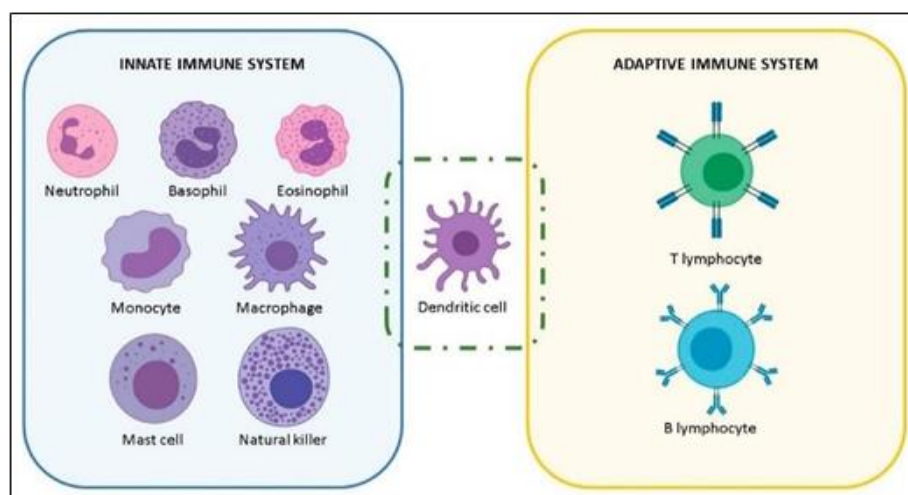 INNATE IMMUNE SYSTEM
ADAPTIVE IMMUNE SYSTEM
Neutrophil
Basophil
Eosinophil
Monocyte
Macrophage
Mast cell
Natural killer
Dendritic cell
T lymphocyte
B lymphocyte